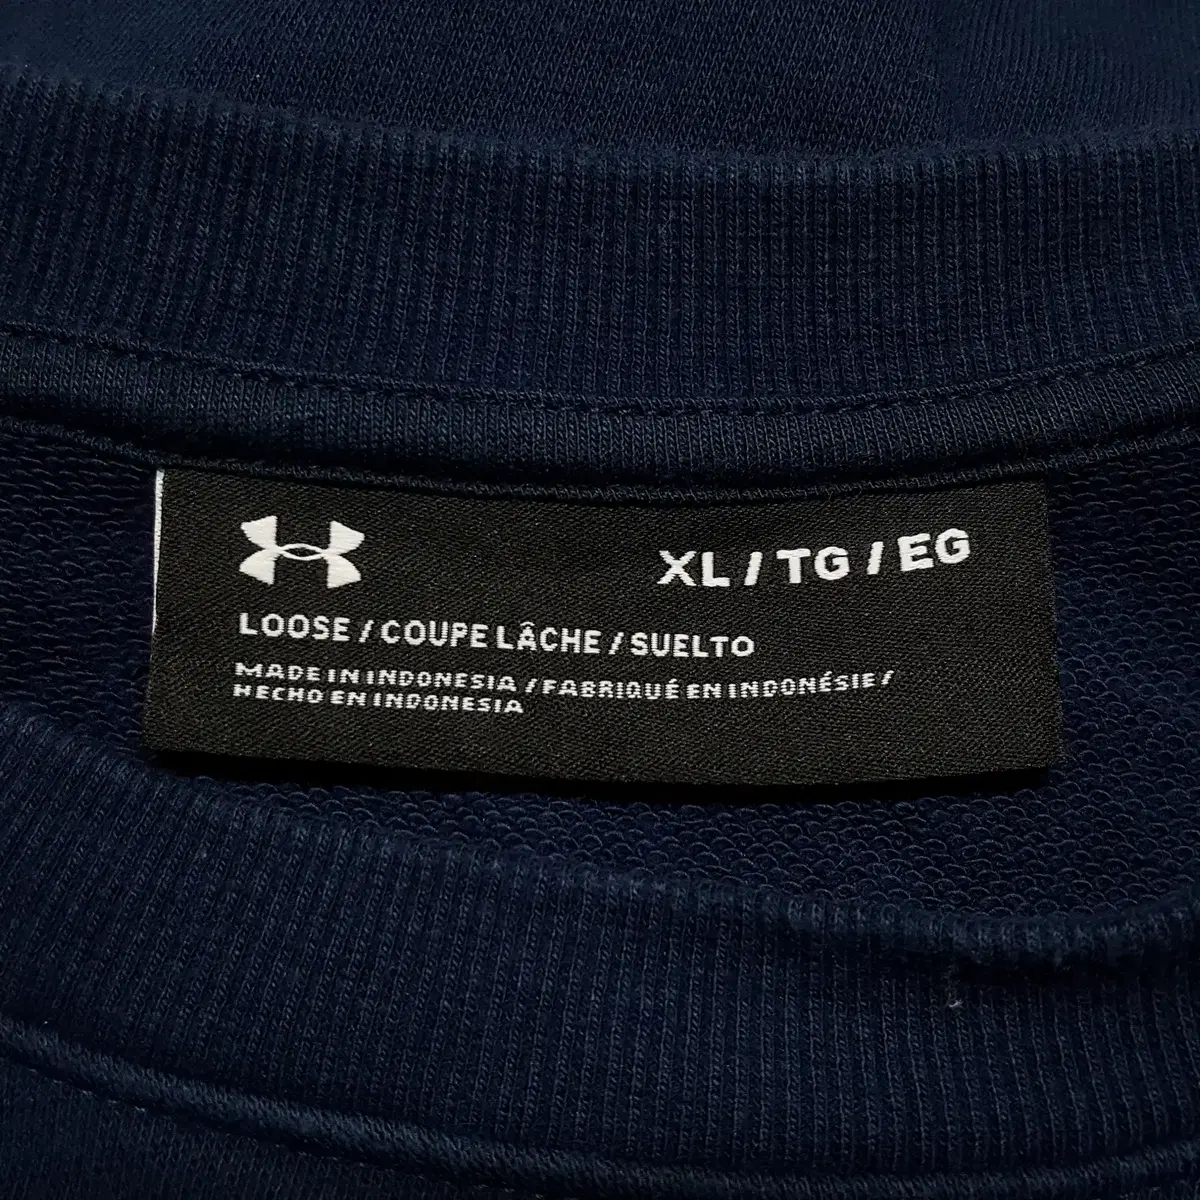 XL / TG / EG
LOOSE / COUPE LÂCHE / SUELTO
MADE IN INDONESIA / FABRIQUÉ EN INDONÉSIE /
HECHO EN INDONESIA